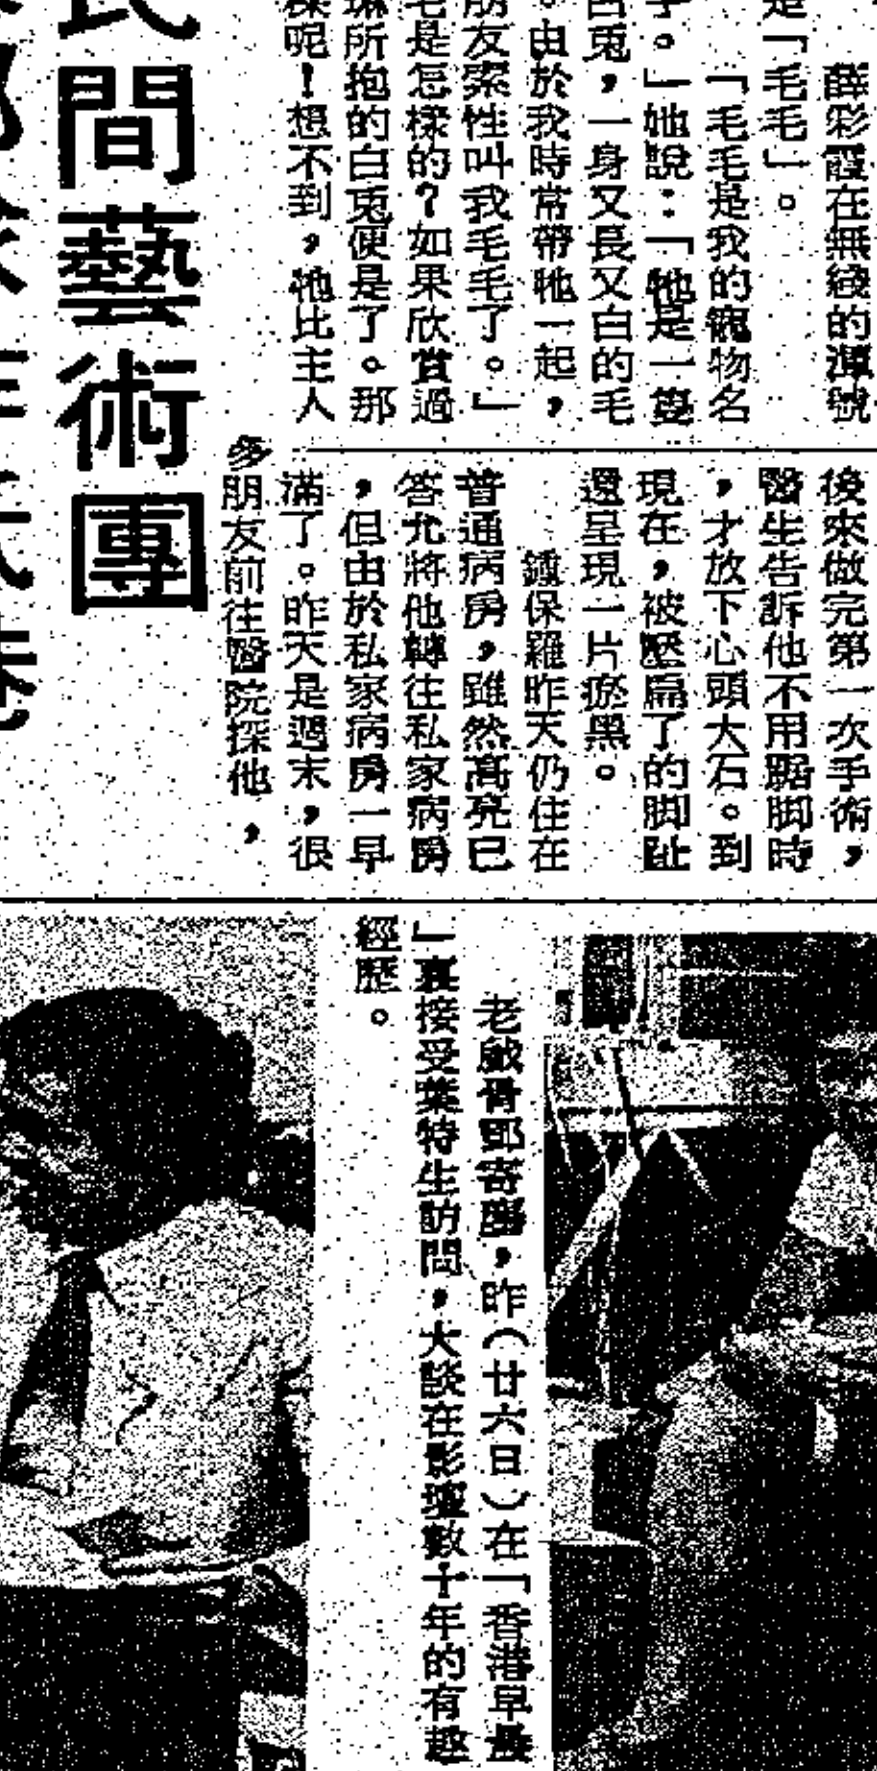 薛彩霞在無綫的渾號
是「毛毛」。
「毛毛是我的寵物名
字。」她說：「牠是一隻
白兎，一身又長又白的毛
。由於我時常帶牠一起，
朋友索性叫我毛毛了。」
毛是怎樣的？如果欣賞過
琳所抱的白兎便是了。那
樣呢！想不到，牠比主人
後來做完第一次手術，
醫生告訴他不用鋸脚時
，才放下心頭大石。到
現在，被壓扁了的脚趾
還呈現一片瘀黑。
鍾保羅昨天仍住在
普通病房，雖然高亮已
答允將他轉往私家病房
，但由於私家病房一早
滿了。昨天是週末，很
多朋友前往醫院探他，
民間藝術團
老戲骨鄧寄塵，昨（廿六日）在「香港早晨
」裏接受葉特生訪問，大談在影壇數十年的有趣
經歷。